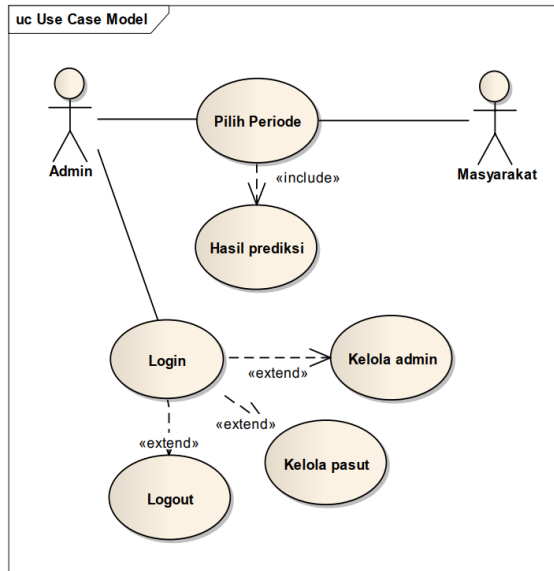 uc Use Case Model
Pilih Periode
Admin
Masyarakat
«include»
Hasil prediksi
Login
Kelola admin
«extend»
«extend»
«extend»
Kelola pasut
Logout